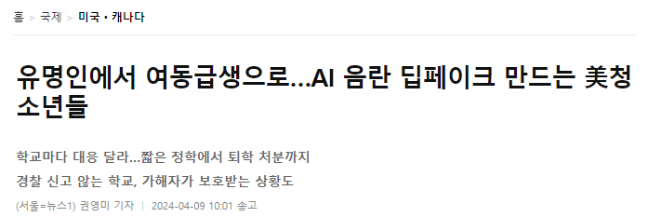 홈 > 국제 > 미국ㆍ캐나다
유명인에서 여동급생으로…AI 음란 딥페이크 만드는 美청
소년들
학교마다 대응 달라…짧은 정학에서 퇴학 처분까지
경찰 신고 않는 학교, 가해자가 보호받는 상황도
(서울=뉴스1) 권영미 기자 | 2024-04-09 10:01 송고